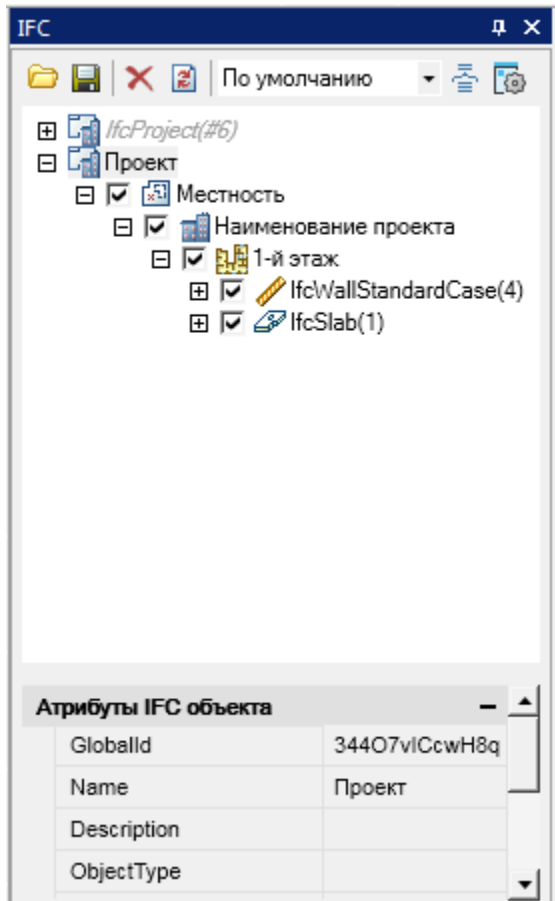 IFC
По умолчанию
IfcProject(#6)
Проект
Местность
Наименование проекта
1-й этаж
IfcWallStandardCase(4)
IfcSlab(1)
Атрибуты IFC объекта
GlobalId 344O7vICcwH8q
Name Проект
Description
ObjectType